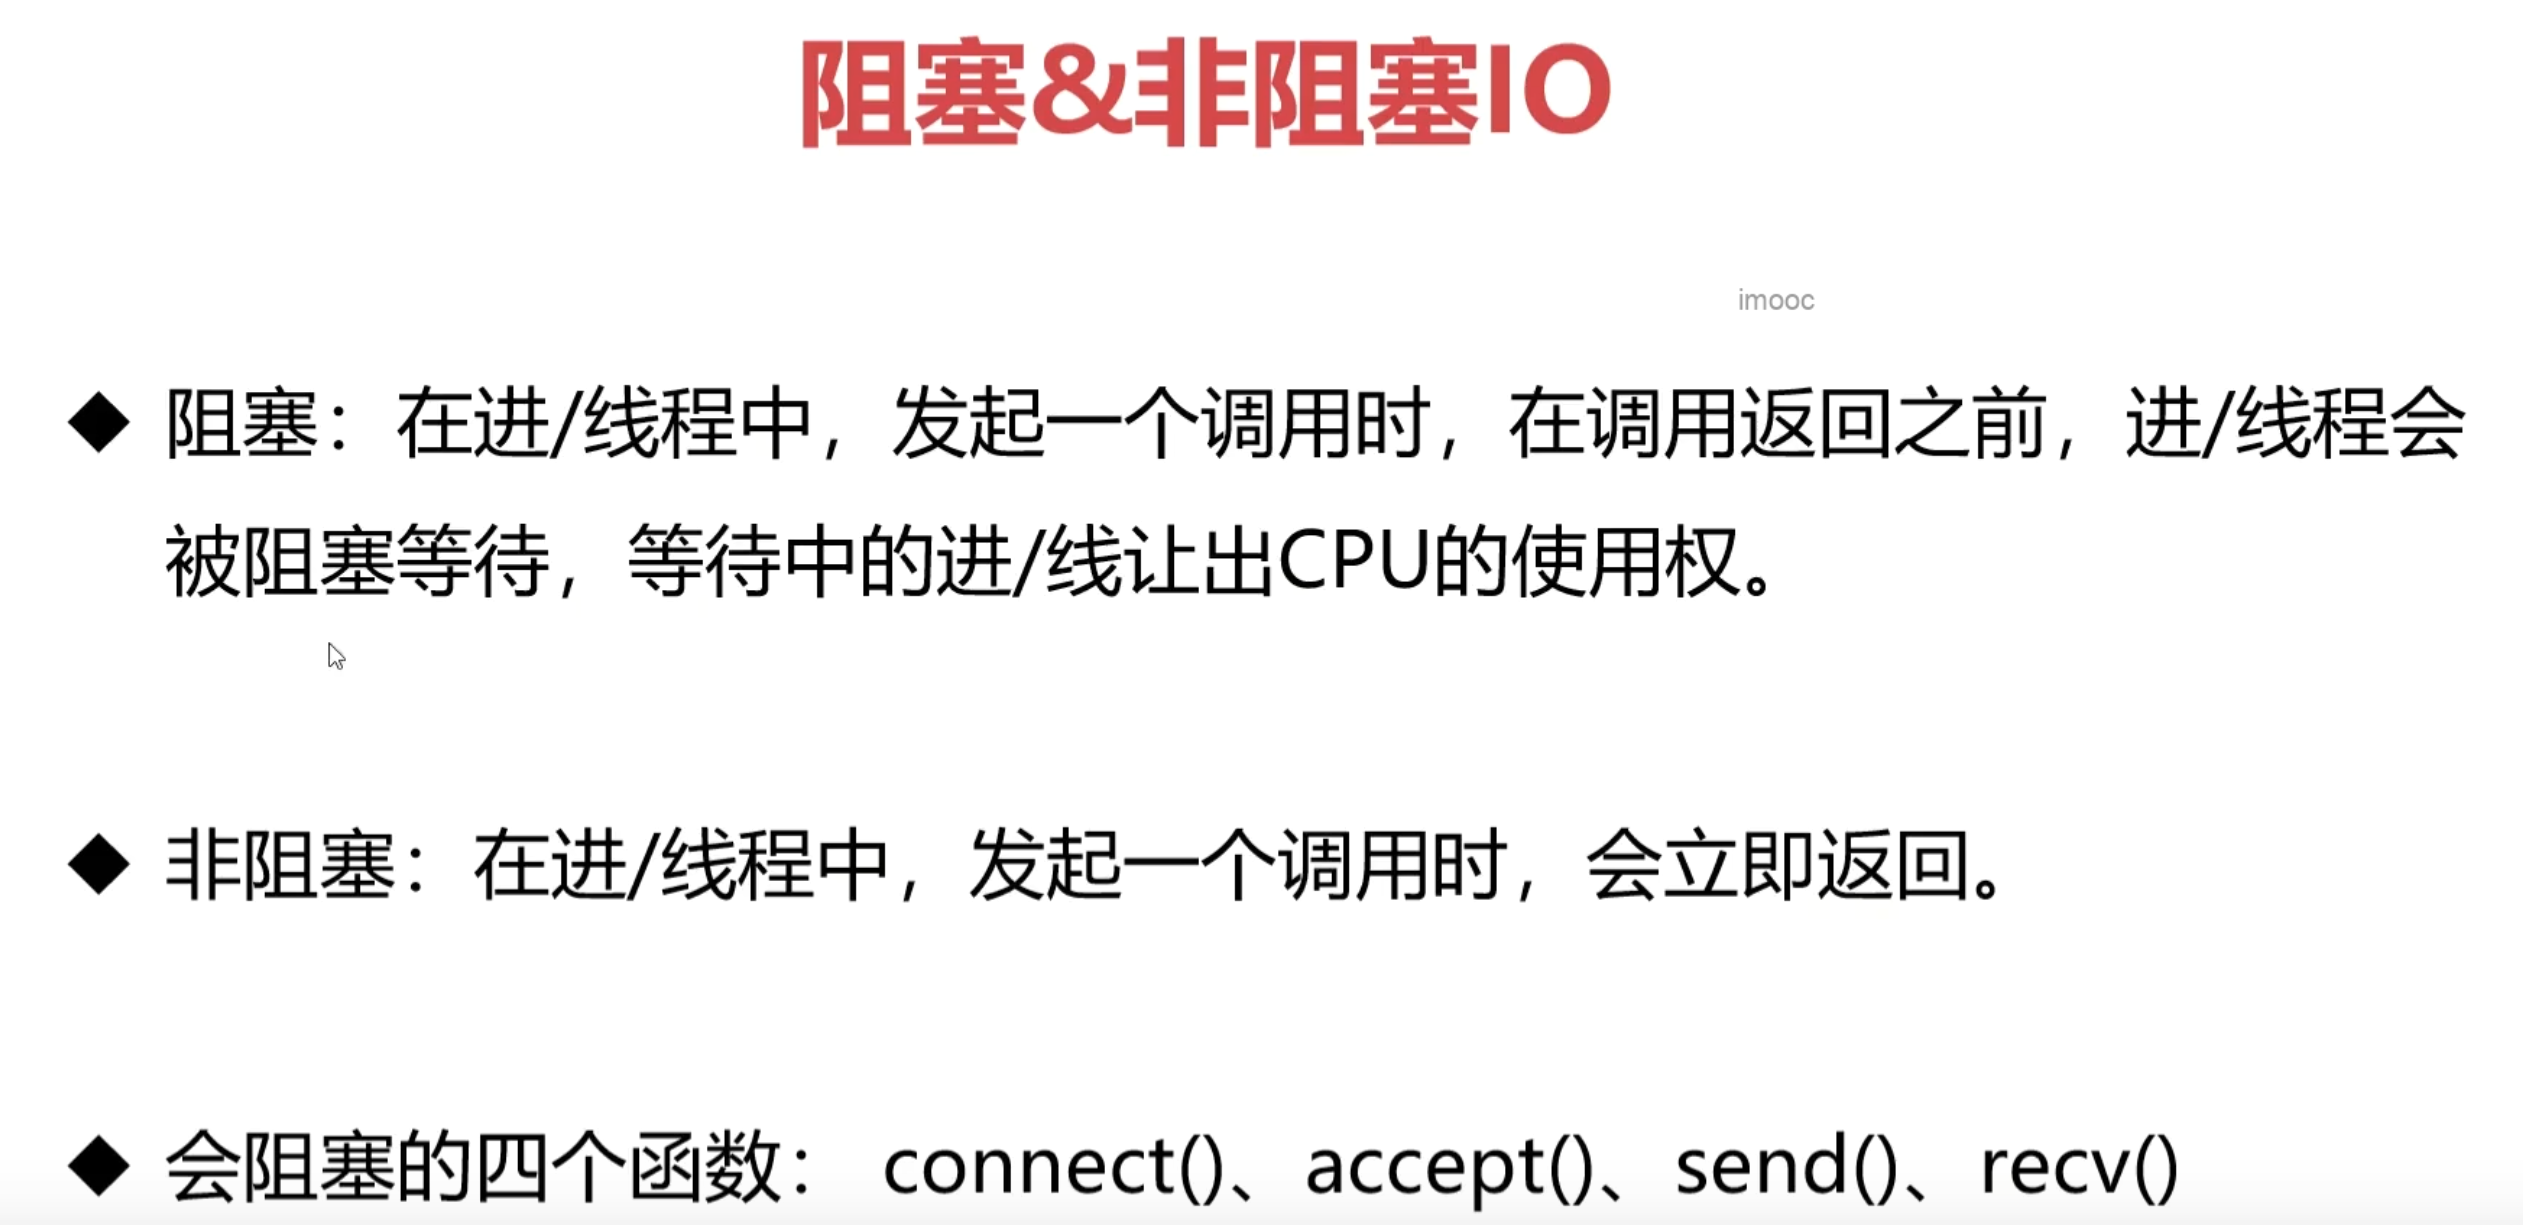 阻塞&非阻塞IO
imooc
◆ 阻塞：在进/线程中，发起一个调用时，在调用返回之前，进/线程会
被阻塞等待，等待中的进/线让出CPU的使用权。
◆ 非阻塞：在进/线程中，发起一个调用时，会立即返回。
◆ 会阻塞的四个函数： connect()、accept()、send()、recv()